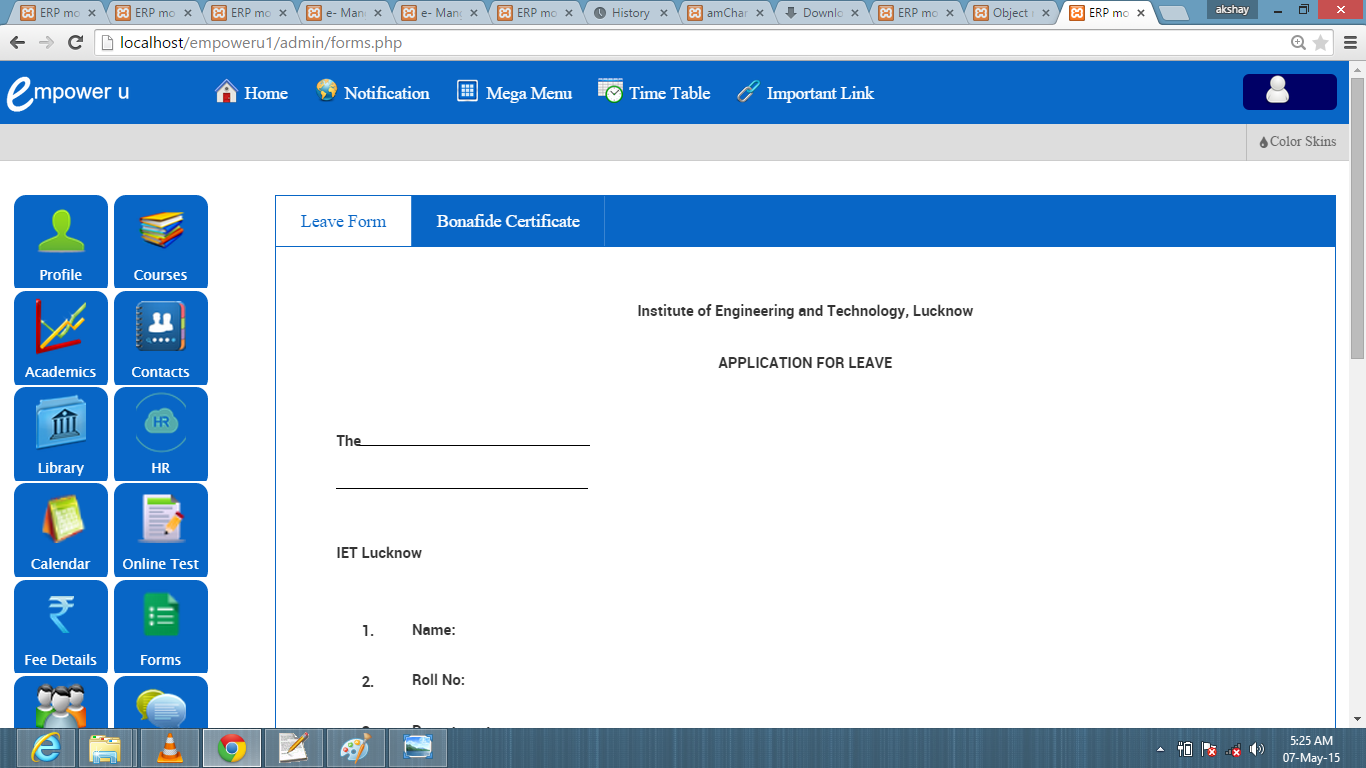 ERP mo ERP mo ERP mo e- Man e- Man ERP mo History amChar Downlo ERP mo Object ERP mo akshay
localhost/empoweru1/admin/forms.php
empower u Home Notification Mega Menu Time Table Important Link
Color Skins
Leave Form Bonafide Certificate
Profile Courses
Academics Contacts
Library HR
HR
Calendar Online Test
Fee Details Forms
Institute of Engineering and Technology, Lucknow
APPLICATION FOR LEAVE
The
IET Lucknow
1. Name:
2. Roll No:
5:25 AM
07-May-15